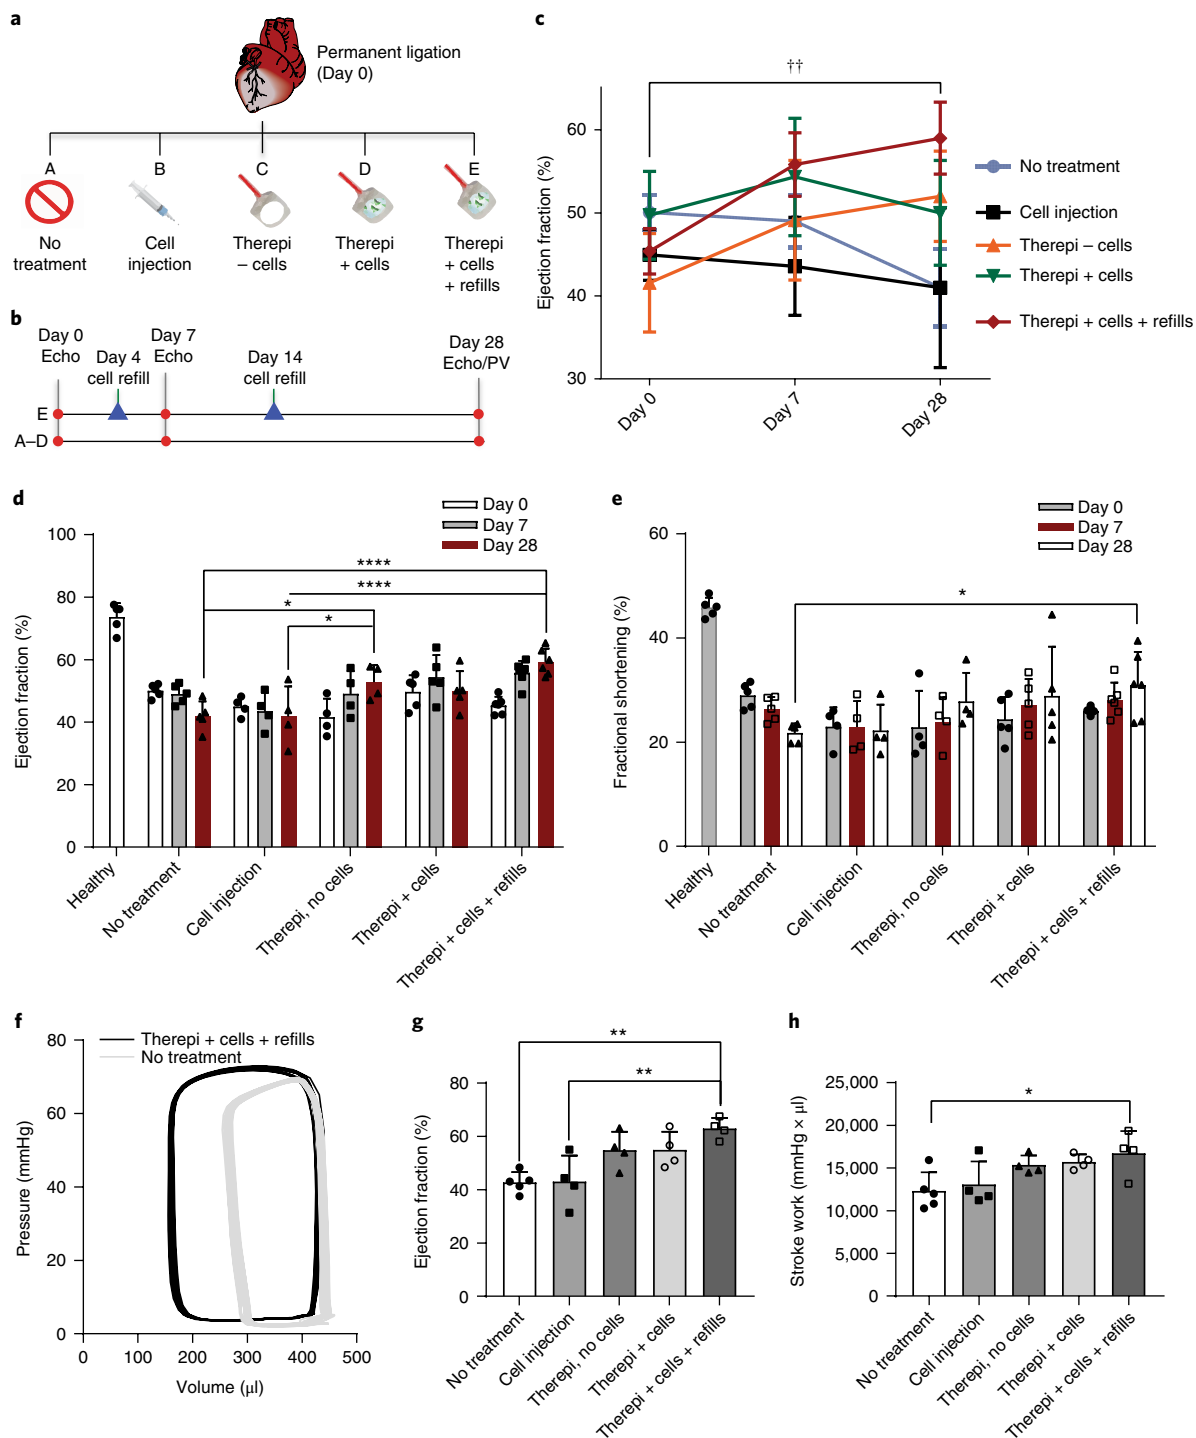 a
Permanent ligation
(Day 0)
A
B
C
D
E
No
treatment
Cell
injection
Therepi
– cells
Therepi
+ cells
Therepi
+ cells
+ refills
b
Day 0
Echo
Day 4
cell refill
Day 7
Echo
Day 14
cell refill
Day 28
Echo/PV
E
A–D
c
††
Ejection fraction (%)
60
50
40
30
Day 0
Day 7
Day 28
No treatment
Cell injection
Therepi – cells
Therepi + cells
Therepi + cells + refills
d
Day 0
Day 7
Day 28
****
****
*
*
Ejection fraction (%)
100
80
60
40
20
0
Healthy
No treatment
Cell injection
Therepi, no cells
Therepi + cells
Therepi + cells + refills
e
Day 0
Day 7
Day 28
*
Fractional shortening (%)
60
40
20
0
Healthy
No treatment
Cell injection
Therepi, no cells
Therepi + cells
Therepi + cells + refills
f
Therepi + cells + refills
No treatment
Pressure (mmHg)
80
60
40
20
0
0
100
200
300
400
500
Volume (µl)
g
**
**
Ejection fraction (%)
80
60
40
20
0
No treatment
Cell injection
Therepi, no cells
Therepi + cells
Therepi + cells + refills
h
*
Stroke work (mmHg × µl)
25,000
20,000
15,000
10,000
5,000
0
No treatment
Cell injection
Therepi, no cells
Therepi + cells
Therepi + cells + refills